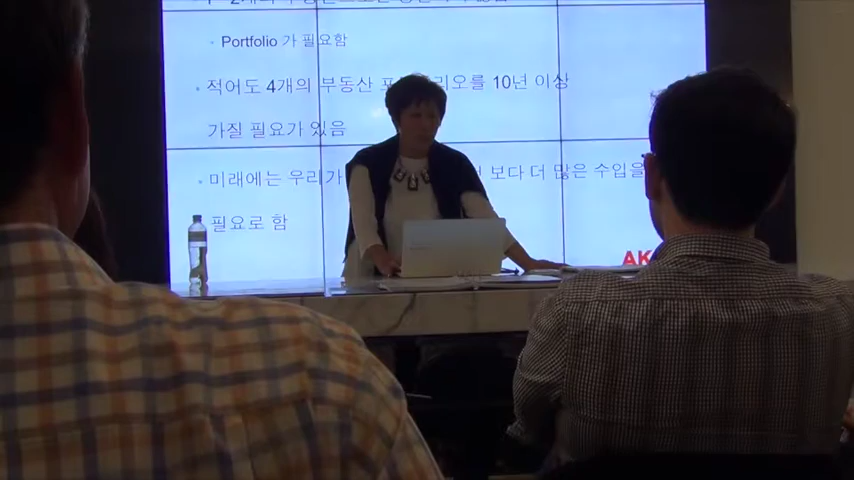 Portfolio 가 필요함
적어도 4개의 부동산 포 리오를 10년 이상
가질 필요가 있음
미래에는 우리가 보다 더 많은 수입을
필요로 함
AK